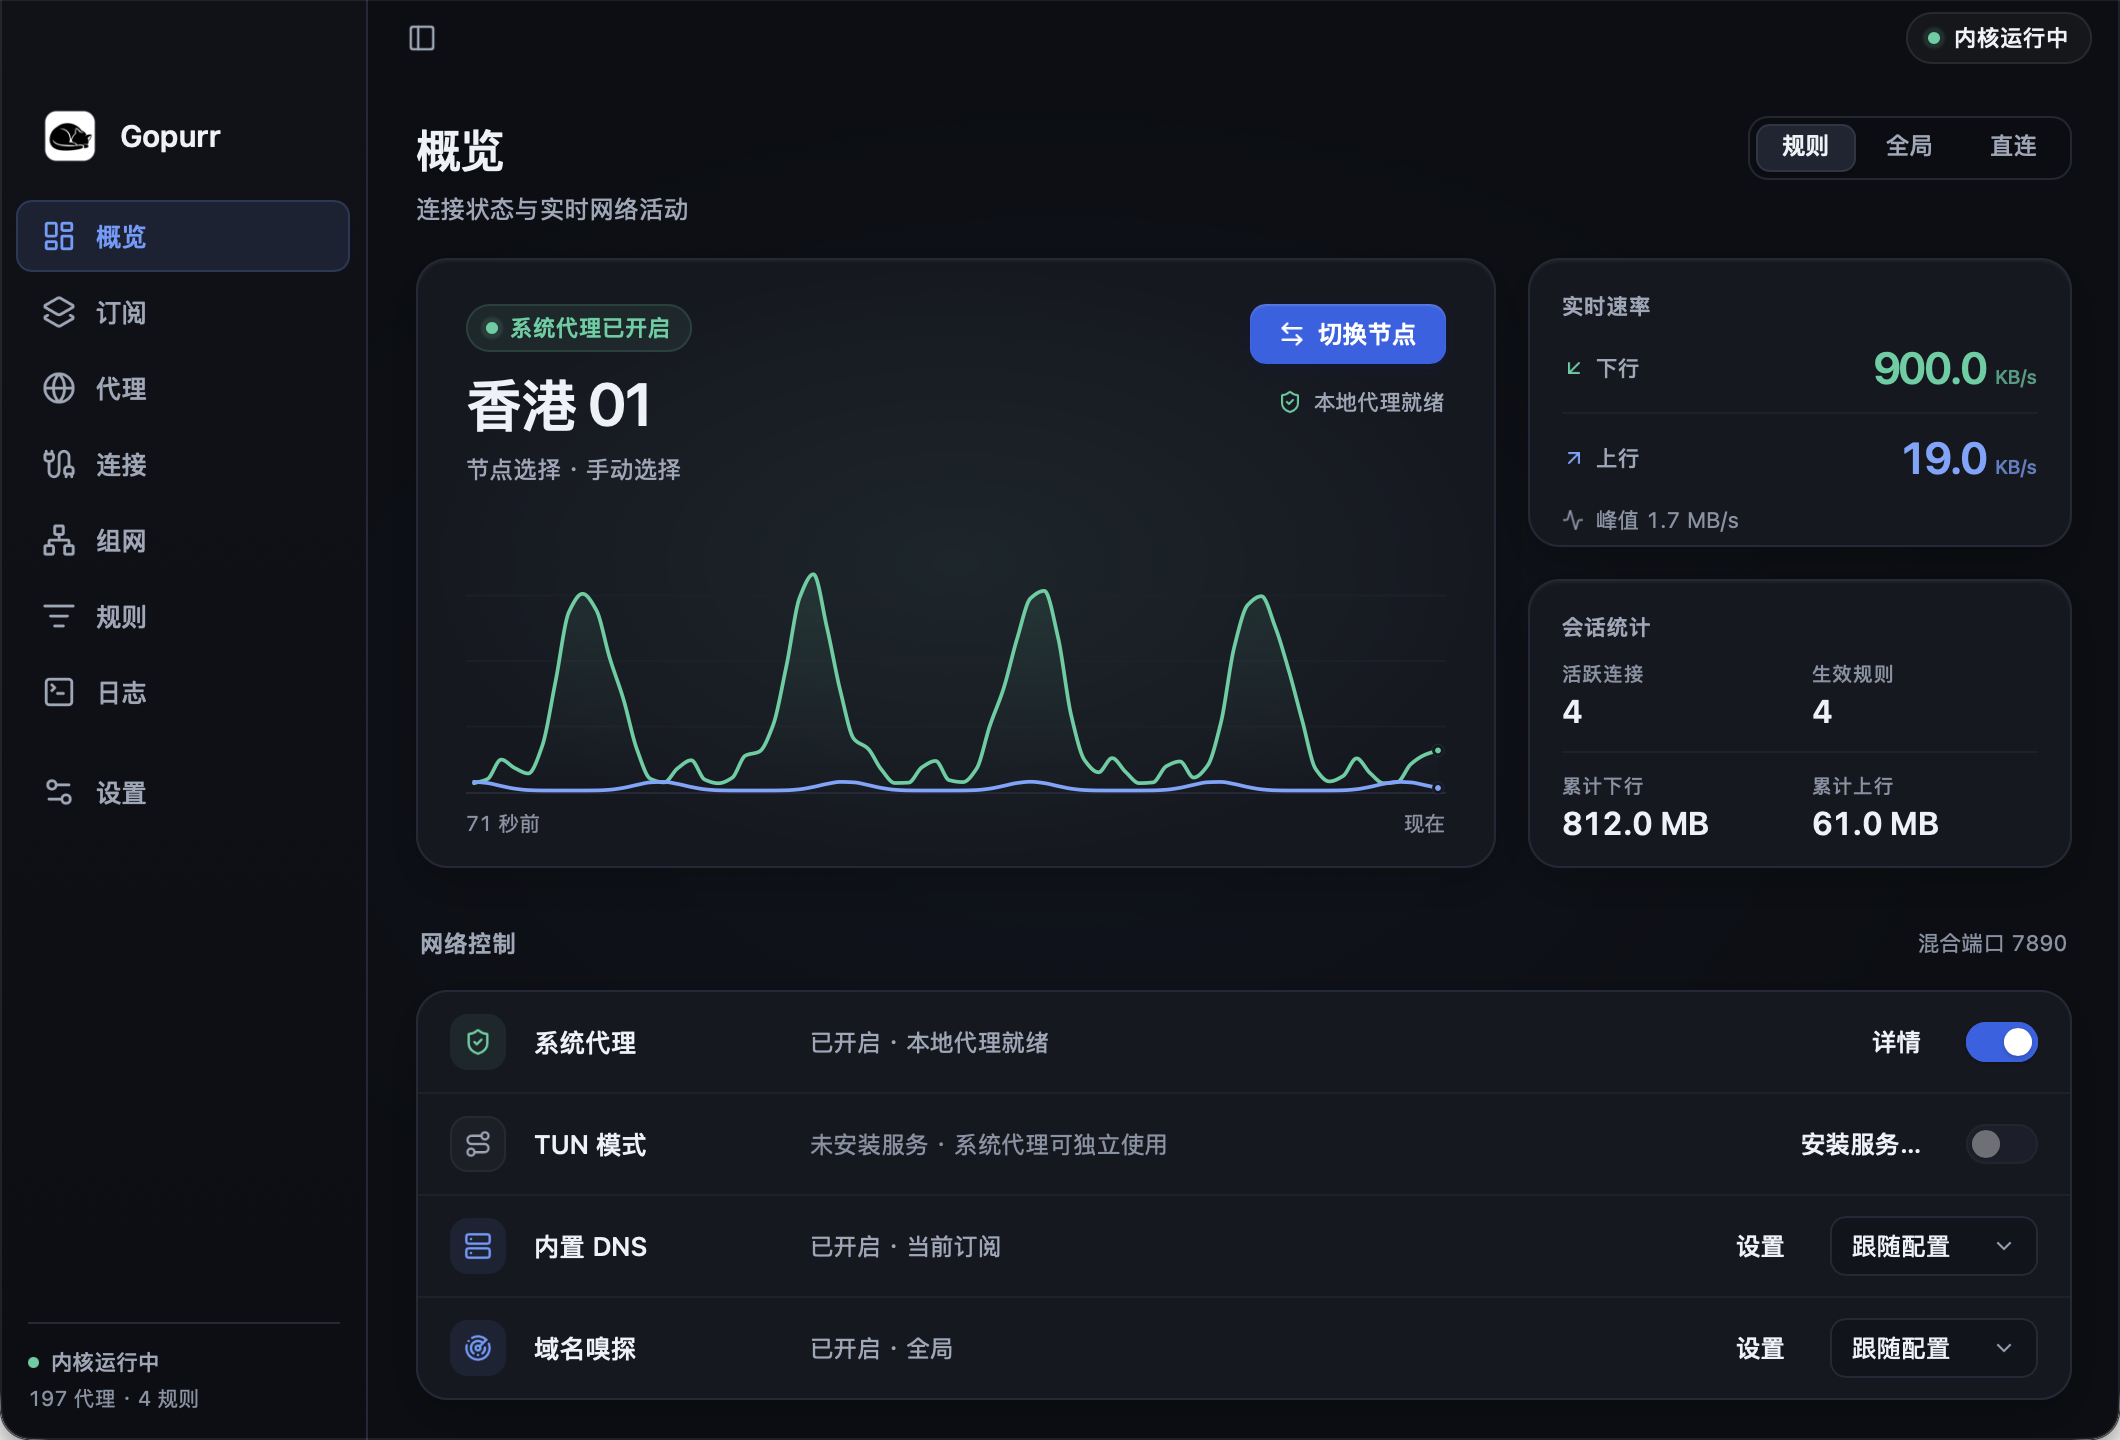 内核运行中
Gopurr
概览
订阅
代理
连接
组网
规则
日志
设置
内核运行中
197 代理 · 4 规则
概览
连接状态与实时网络活动
规则 全局 直连
系统代理已开启
切换节点
香港 01
本地代理就绪
节点选择 · 手动选择
71 秒前 现在
实时速率
下行 900.0 KB/s
上行 19.0 KB/s
峰值 1.7 MB/s
会话统计
活跃连接 生效规则
4 4
累计下行 累计上行
812.0 MB 61.0 MB
网络控制 混合端口 7890
系统代理 已开启 · 本地代理就绪 详情
TUN 模式 未安装服务 · 系统代理可独立使用 安装服务...
内置 DNS 已开启 · 当前订阅 设置 跟随配置
域名嗅探 已开启 · 全局 设置 跟随配置